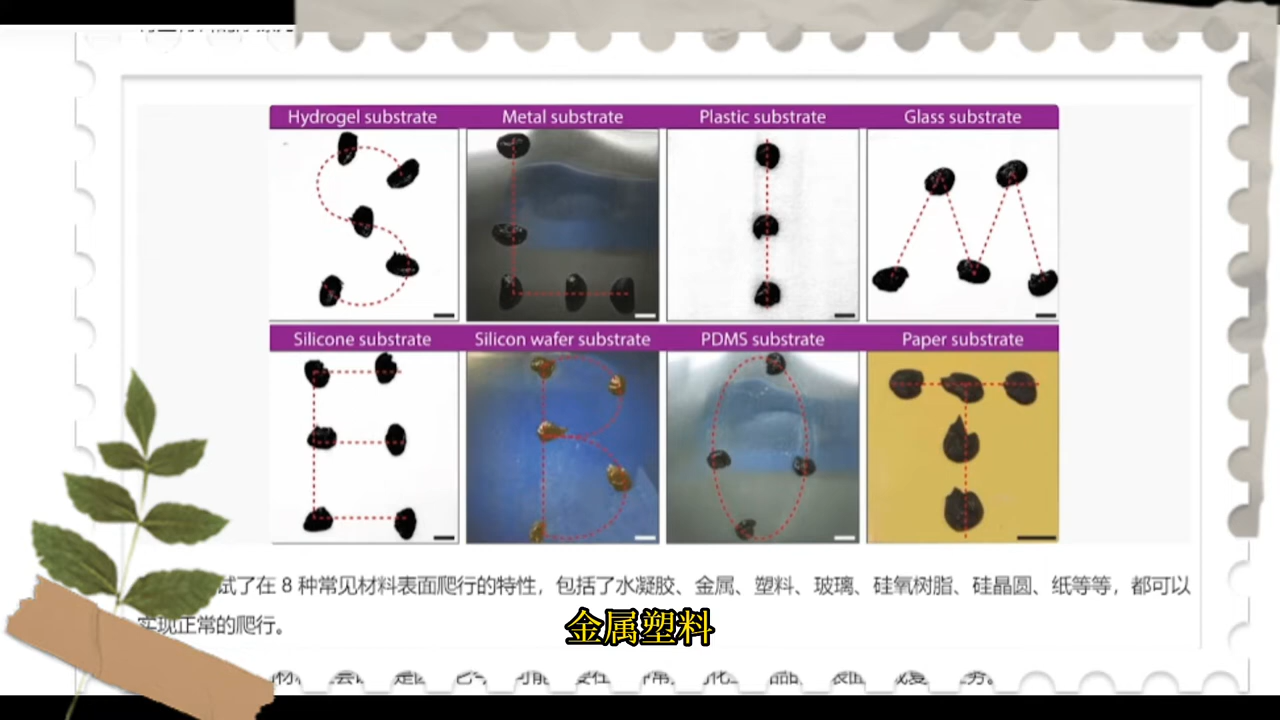 Hydrogel substrate
Metal substrate
Plastic substrate
Glass substrate
Silicone substrate
Silicon wafer substrate
PDMS substrate
Paper substrate
试了在 8 种常见材料表面爬行的特性，包括了水凝胶、金属、塑料、玻璃、硅氧树脂、硅晶圆、纸等等，都可以
实现正常的爬行。
金属塑料